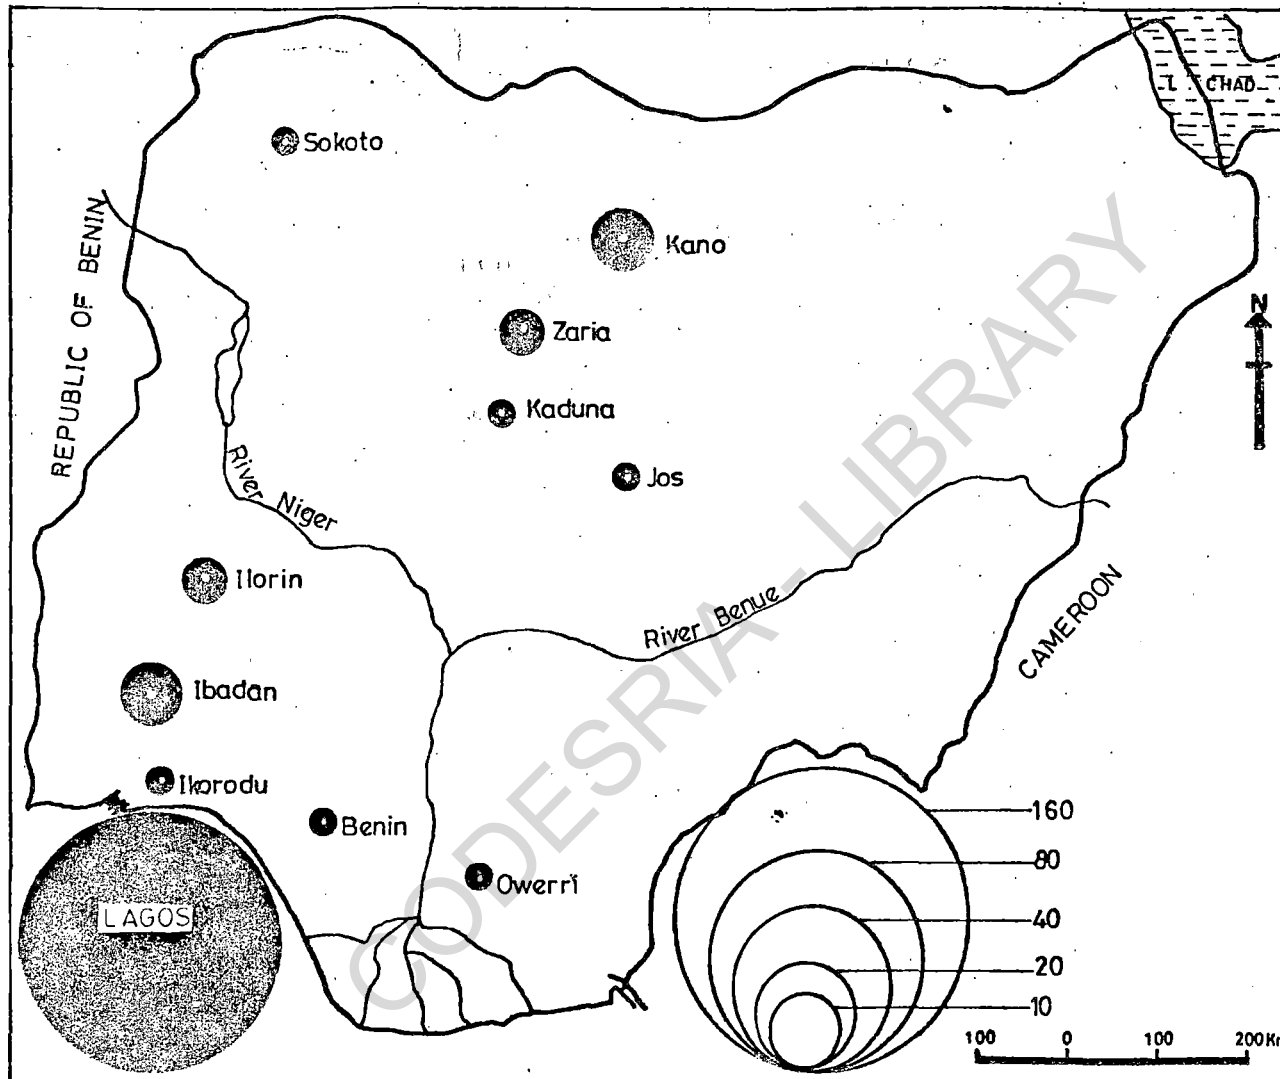 L. CHAD
Sokoto
Kano
REPUBLIC OF BENIN
N
Zaria
Kaduna
Jos
River Niger
Ilorin
River Benue
CAMEROON
Ibadan
Ikorodu
Benin
Owerri
LAGOS
160
80
40
20
10
100 0 100 200Km
CODESRIA - LIBRARY